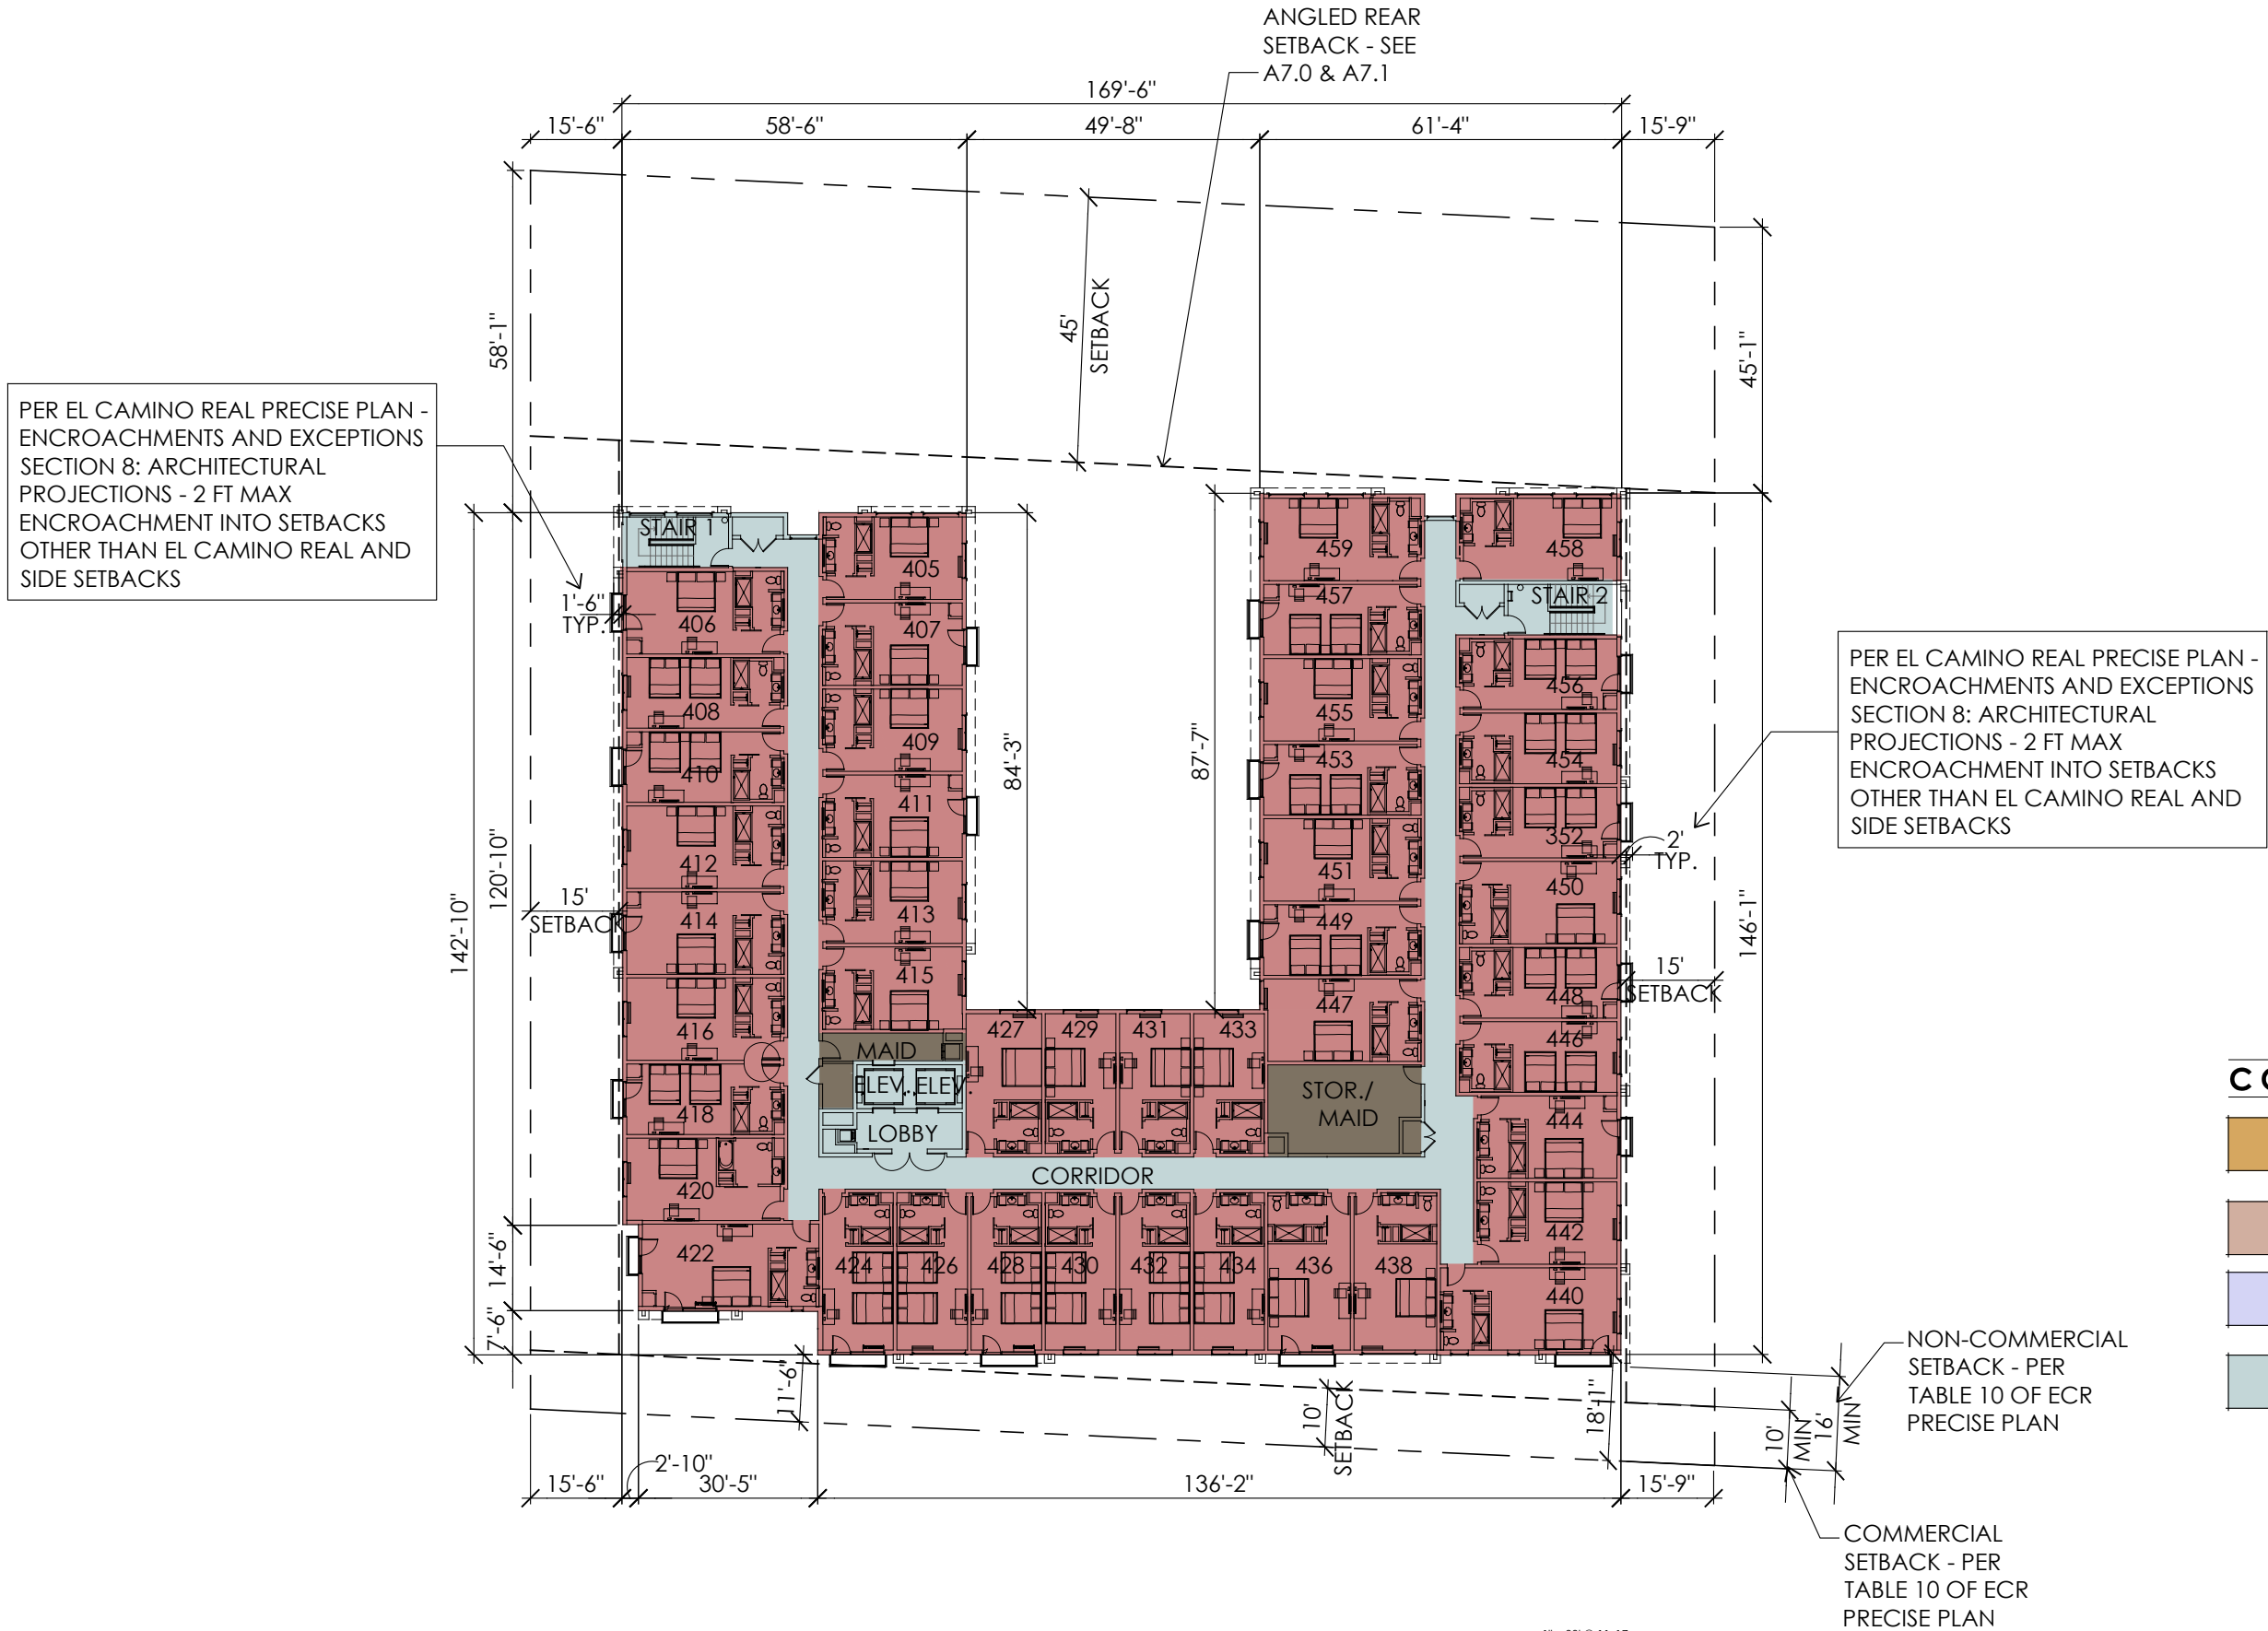 ANGLED REAR
SETBACK - SEE
A7.0 & A7.1
169'-6"
15'-6"
58'-6"
49'-8"
61'-4"
15'-9"
58'-1"
45'
SETBACK
45'-1"
PER EL CAMINO REAL PRECISE PLAN -
ENCROACHMENTS AND EXCEPTIONS
SECTION 8: ARCHITECTURAL
PROJECTIONS - 2 FT MAX
ENCROACHMENT INTO SETBACKS
OTHER THAN EL CAMINO REAL AND
SIDE SETBACKS
1'-6"
TYP.
STAIR 1
405
406
407
408
409
410
411
412
413
414
415
416
418
420
422
MAID
ELEV.
ELEV.
LOBBY
CORRIDOR
84'-3"
87'-7"
142'-10"
120'-10"
15'
SETBACK
14'-6"
7'-6"
459
458
457
STAIR 2
456
455
454
453
352
451
450
449
448
447
446
444
442
440
427
429
431
433
STOR./
MAID
424
426
428
430
432
434
436
438
PER EL CAMINO REAL PRECISE PLAN -
ENCROACHMENTS AND EXCEPTIONS
SECTION 8: ARCHITECTURAL
PROJECTIONS - 2 FT MAX
ENCROACHMENT INTO SETBACKS
OTHER THAN EL CAMINO REAL AND
SIDE SETBACKS
2'
TYP.
146'-1"
15'
SETBACK
11'-6"
10'
SETBACK
18'-1"
10'
MIN
16'
MIN
NON-COMMERCIAL
SETBACK - PER
TABLE 10 OF ECR
PRECISE PLAN
15'-6"
2'-10"
30'-5"
136'-2"
15'-9"
COMMERCIAL
SETBACK - PER
TABLE 10 OF ECR
PRECISE PLAN